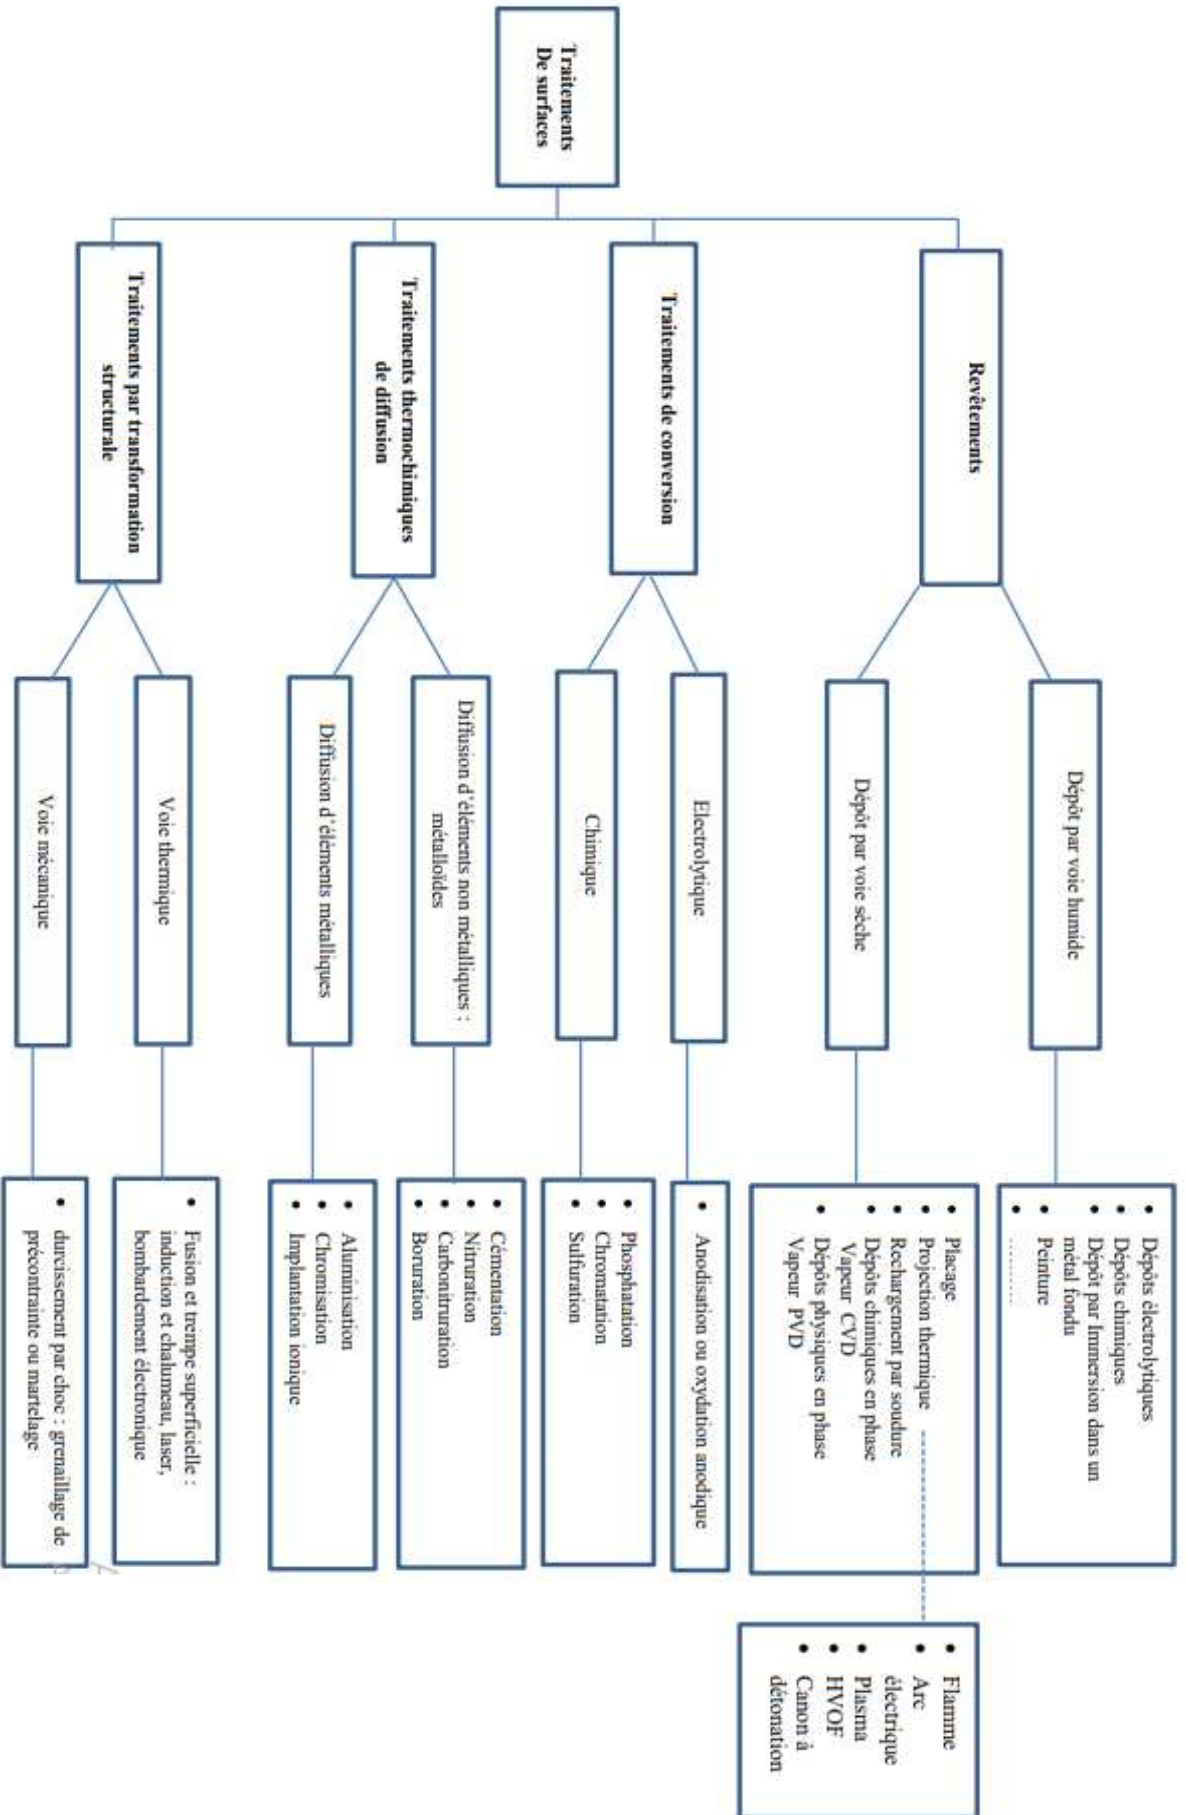 Traitements
De surfaces
Revêtements
Dépôt par voie humide
• Dépôts électrolytiques
• Dépôts chimiques
• Dépôt par Immersion dans un
métal fondu
• Peinture
• .........
Dépôt par voie sèche
• Placage
• Projection thermique
• Rechargement par soudure
• Dépôts chimiques en phase
Vapeur CVD
• Dépôts physiques en phase
Vapeur PVD
• Flamme
• Arc
électrique
• Plasma
• HVOF
• Canon à
détonation
Traitements de conversion
Electrolytique
• Anodisation ou oxydation anodique
Chimique
• Phosphatation
• Chromatation
• Sulfuration
Traitements thermochimiques
de diffusion
Diffusion d'éléments non métalliques :
métalloïdes
• Cémentation
• Nitruration
• Carbonitruration
• Boruration
Diffusion d'éléments métalliques
• Aluminisation
• Chromisation
• Implantation ionique
Traitements par transformation
structurale
Voie thermique
• Fusion et trempe superficielle :
induction et chalumeau, laser,
bombardement électronique
Voie mécanique
• durcissement par choc : grenaillage de
précontrainte ou martelage